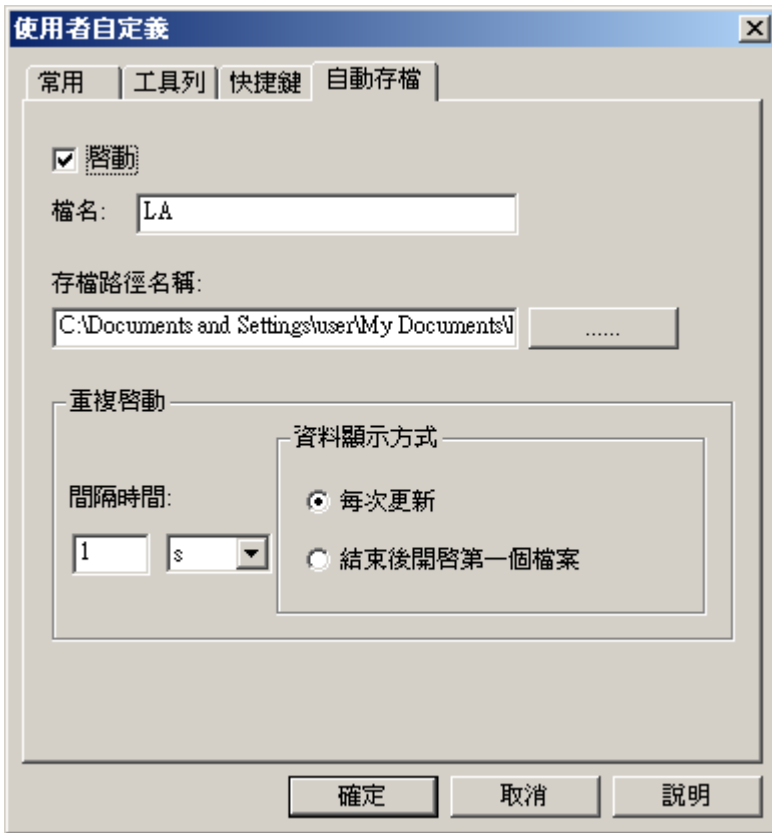 使用者自定義
常用 工具列 快捷鍵 自動存檔
啓動
檔名: LA
存檔路徑名稱:
C:\Documents and Settings\user\My Documents\ ......
重複啓動
資料顯示方式
間隔時間:
每次更新
1 s
結束後開啓第一個檔案
確定 取消 說明